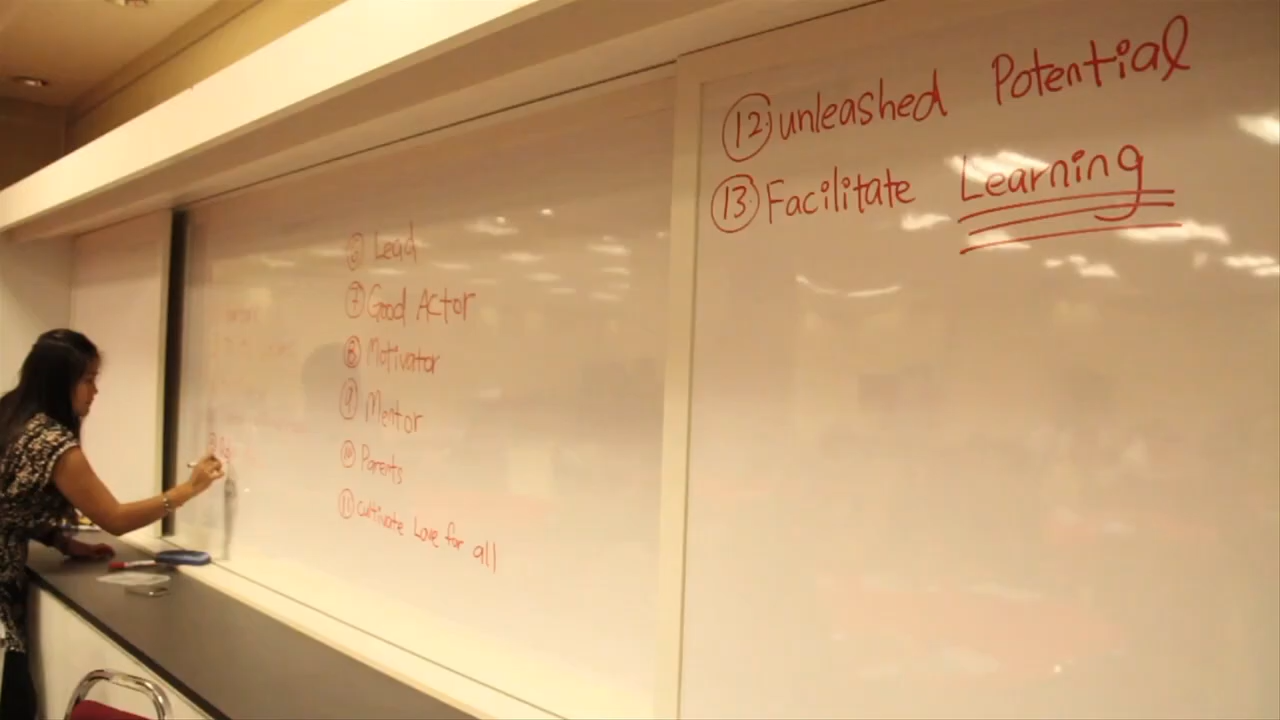 ⑥ Lead
⑦ Good Actor
⑧ Motivator
⑨ Mentor
⑩ Parents
⑪ cultivate Love for all
⑫ unleashed Potential
⑬ Facilitate Learning